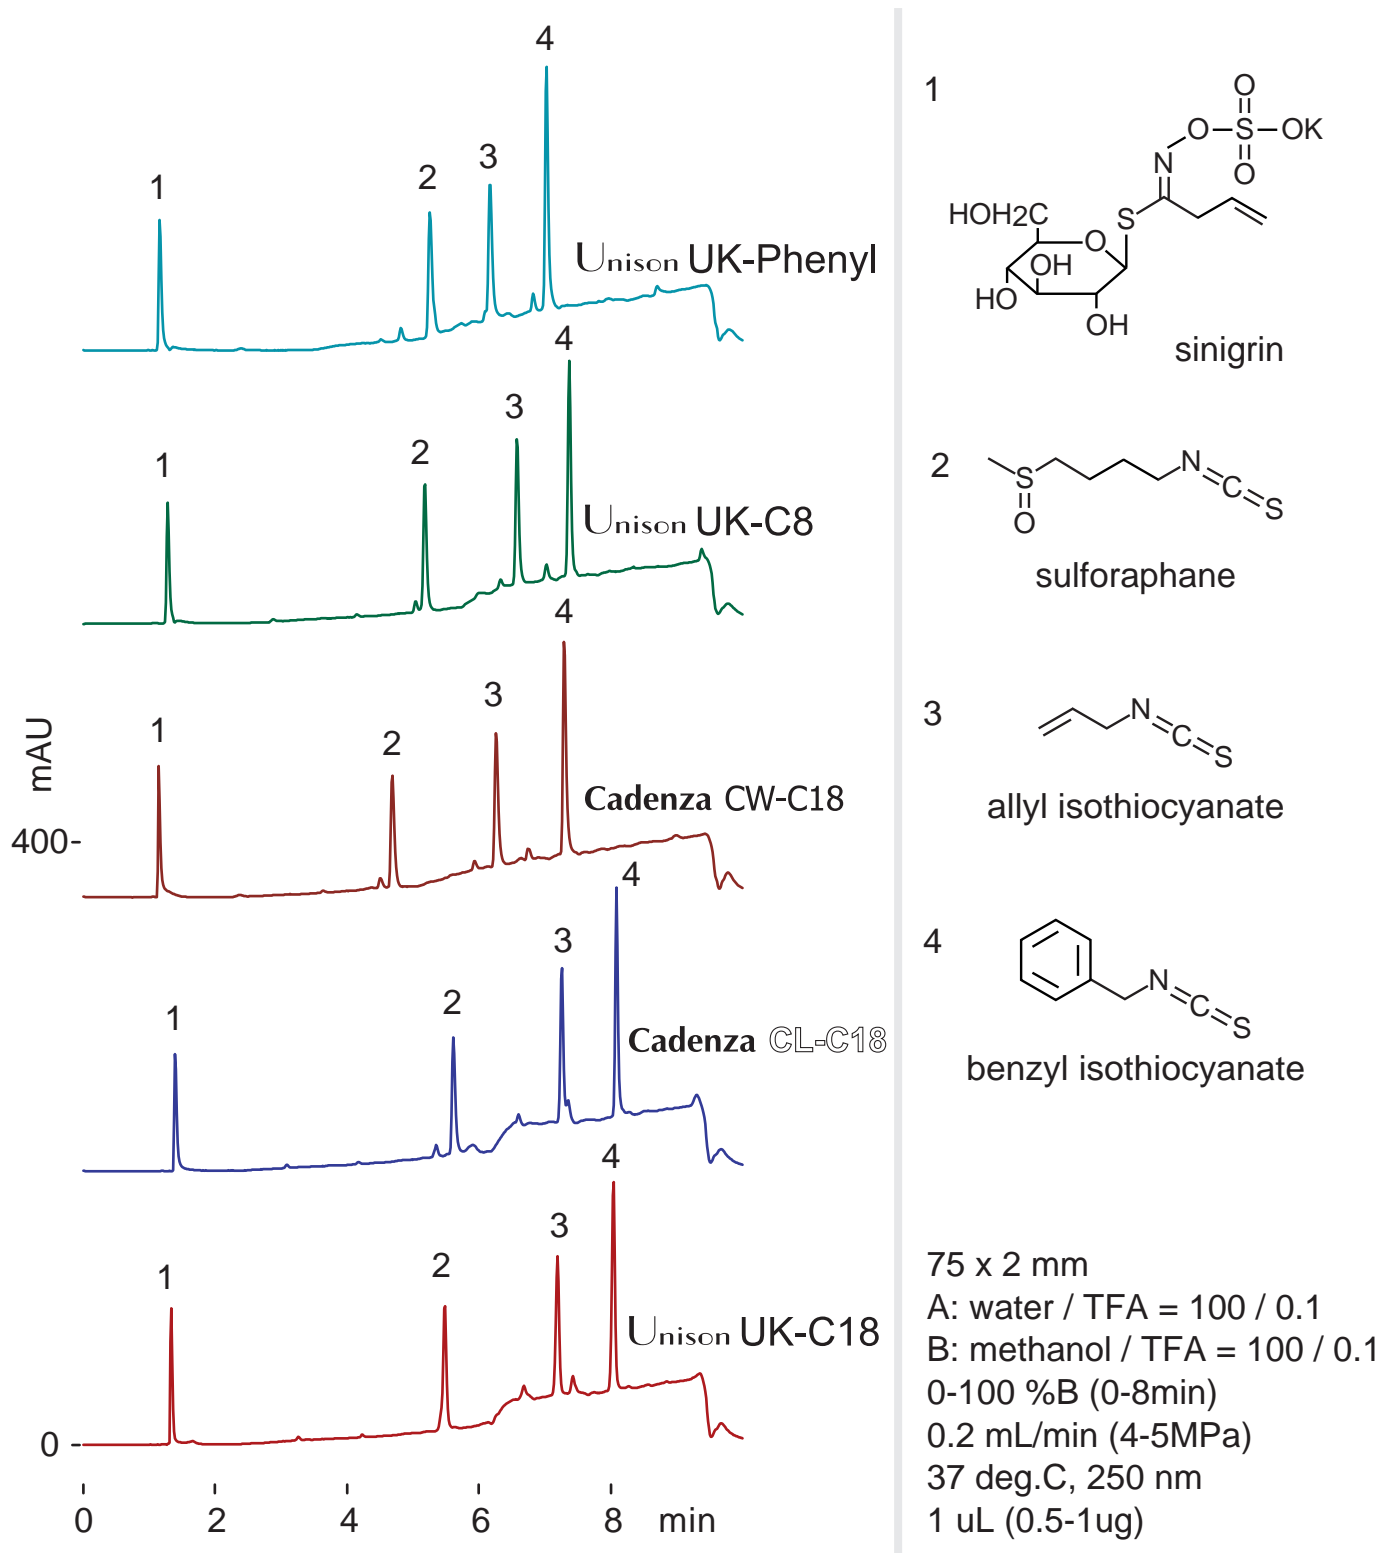 4
3
2
1
Unison UK-Phenyl
4
3
2
1
Unison UK-C8
4
3
2
1
mAU
Cadenza CW-C18
400-
4
3
2
1
Cadenza CL-C18
4
3
2
1
Unison UK-C18
0 -
0 2 4 6 8 min
1
O
O S OK
N O
HOH2C S
O
OH
HO
OH
sinigrin
2
N
S C
O S
sulforaphane
3
N
C
S
allyl isothiocyanate
4
N
C
S
benzyl isothiocyanate
75 x 2 mm
A: water / TFA = 100 / 0.1
B: methanol / TFA = 100 / 0.1
0-100 %B (0-8min)
0.2 mL/min (4-5MPa)
37 deg.C, 250 nm
1 uL (0.5-1ug)